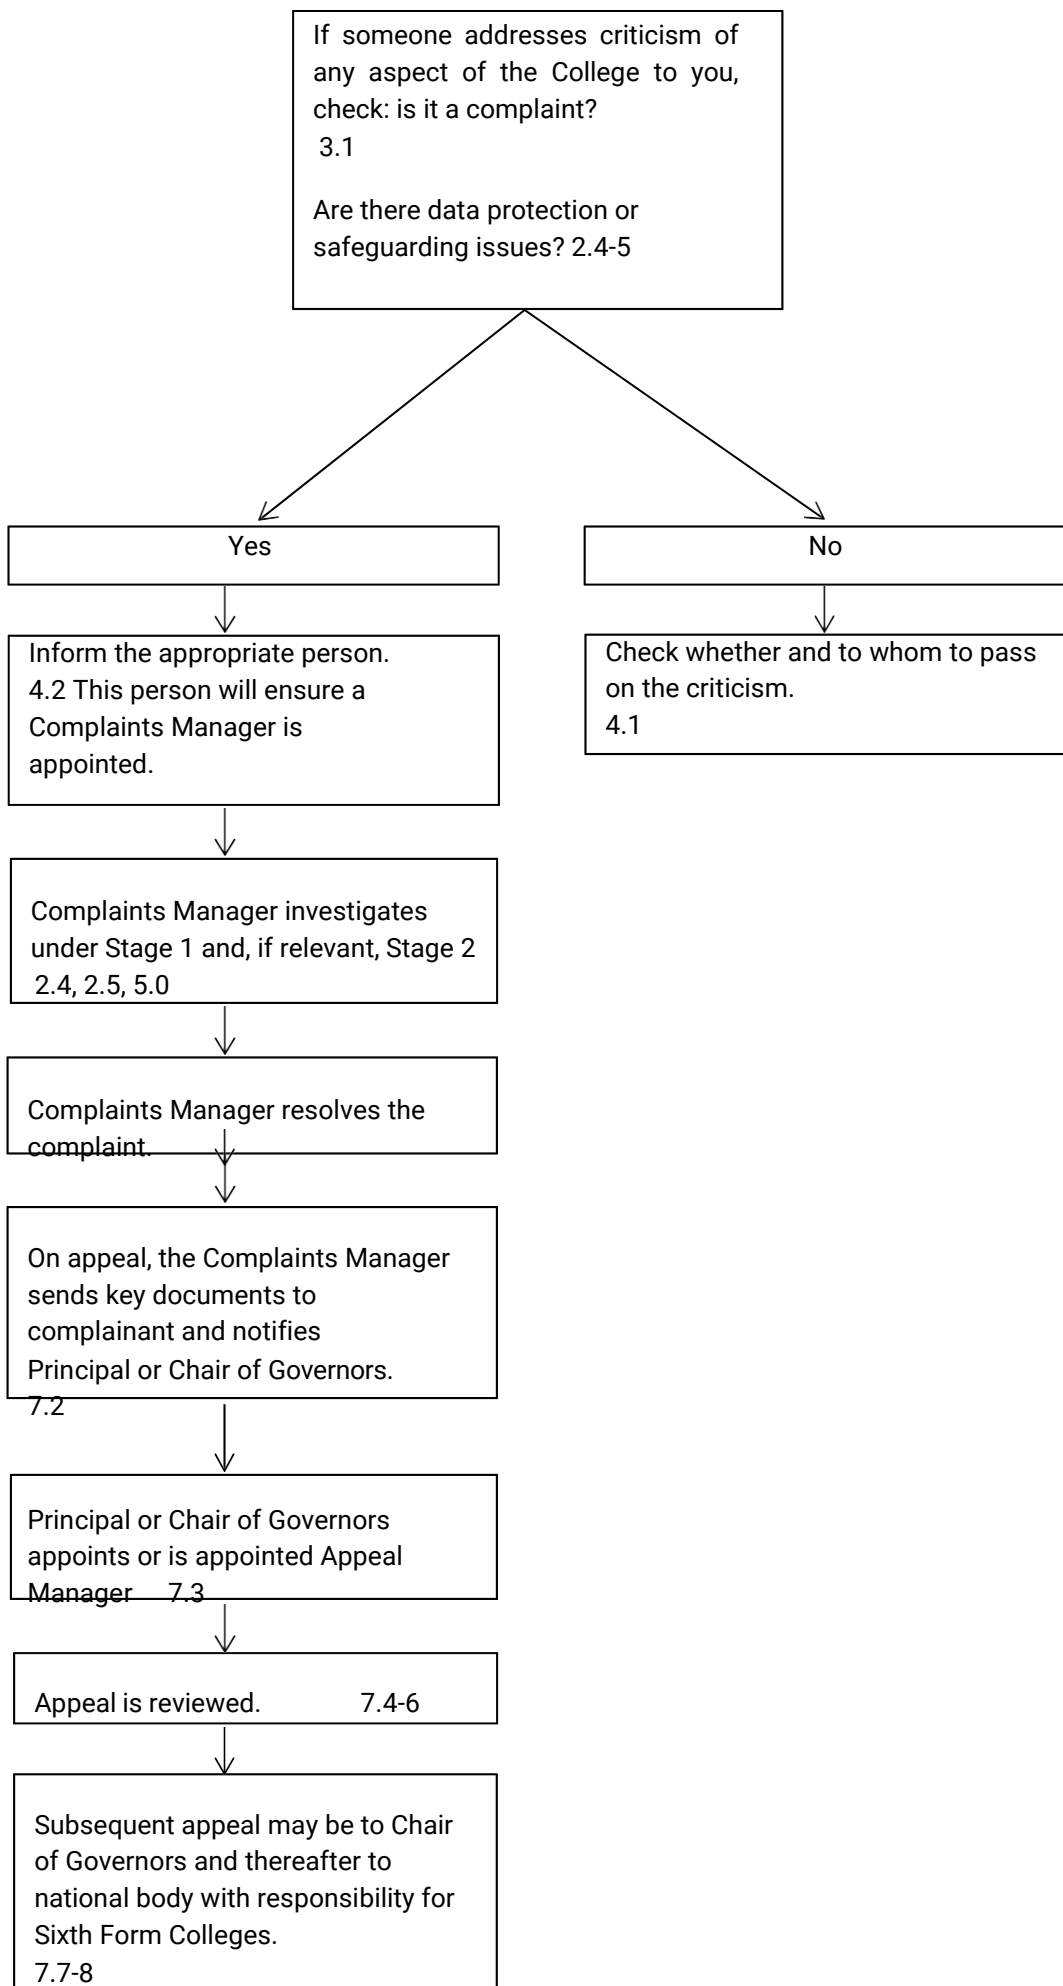 If someone addresses criticism of
any aspect of the College to you,
check: is it a complaint?
3.1
Are there data protection or
safeguarding issues? 2.4-5
Yes
No
Inform the appropriate person.
4.2 This person will ensure a
Complaints Manager is
appointed.
Check whether and to whom to pass
on the criticism.
4.1
Complaints Manager investigates
under Stage 1 and, if relevant, Stage 2
2.4, 2.5, 5.0
Complaints Manager resolves the
complaint.
On appeal, the Complaints Manager
sends key documents to
complainant and notifies
Principal or Chair of Governors.
7.2
Principal or Chair of Governors
appoints or is appointed Appeal
Manager 7.3
Appeal is reviewed. 7.4-6
Subsequent appeal may be to Chair
of Governors and thereafter to
national body with responsibility for
Sixth Form Colleges.
7.7-8